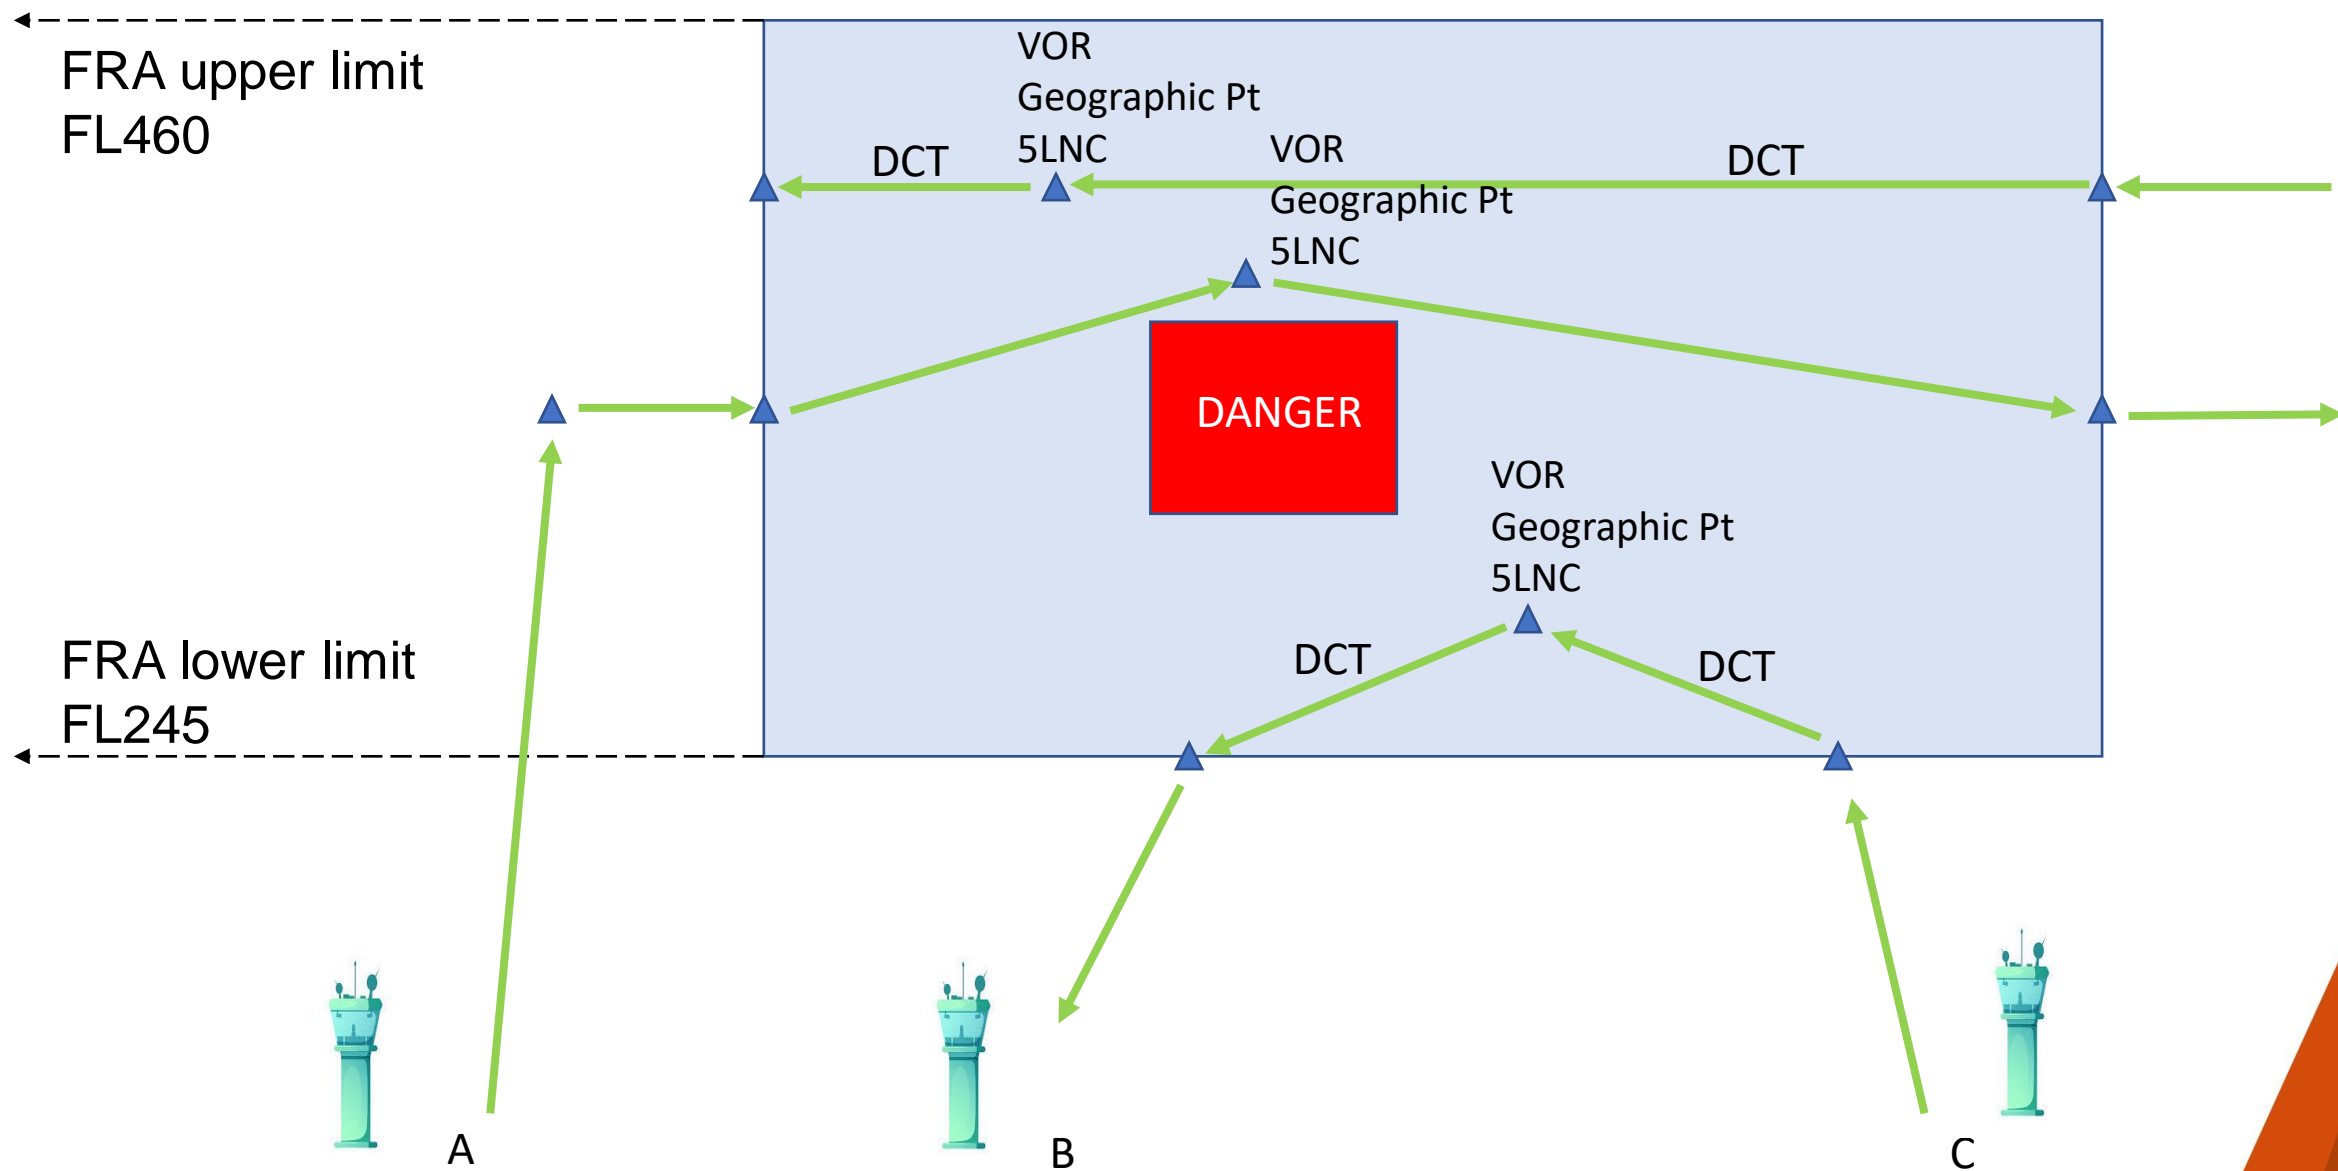 FRA upper limit
FL460
VOR
Geographic Pt
5LNC
VOR
Geographic Pt
5LNC
DCT
DCT
DANGER
VOR
Geographic Pt
5LNC
FRA lower limit
FL245
DCT
DCT
A
B
C